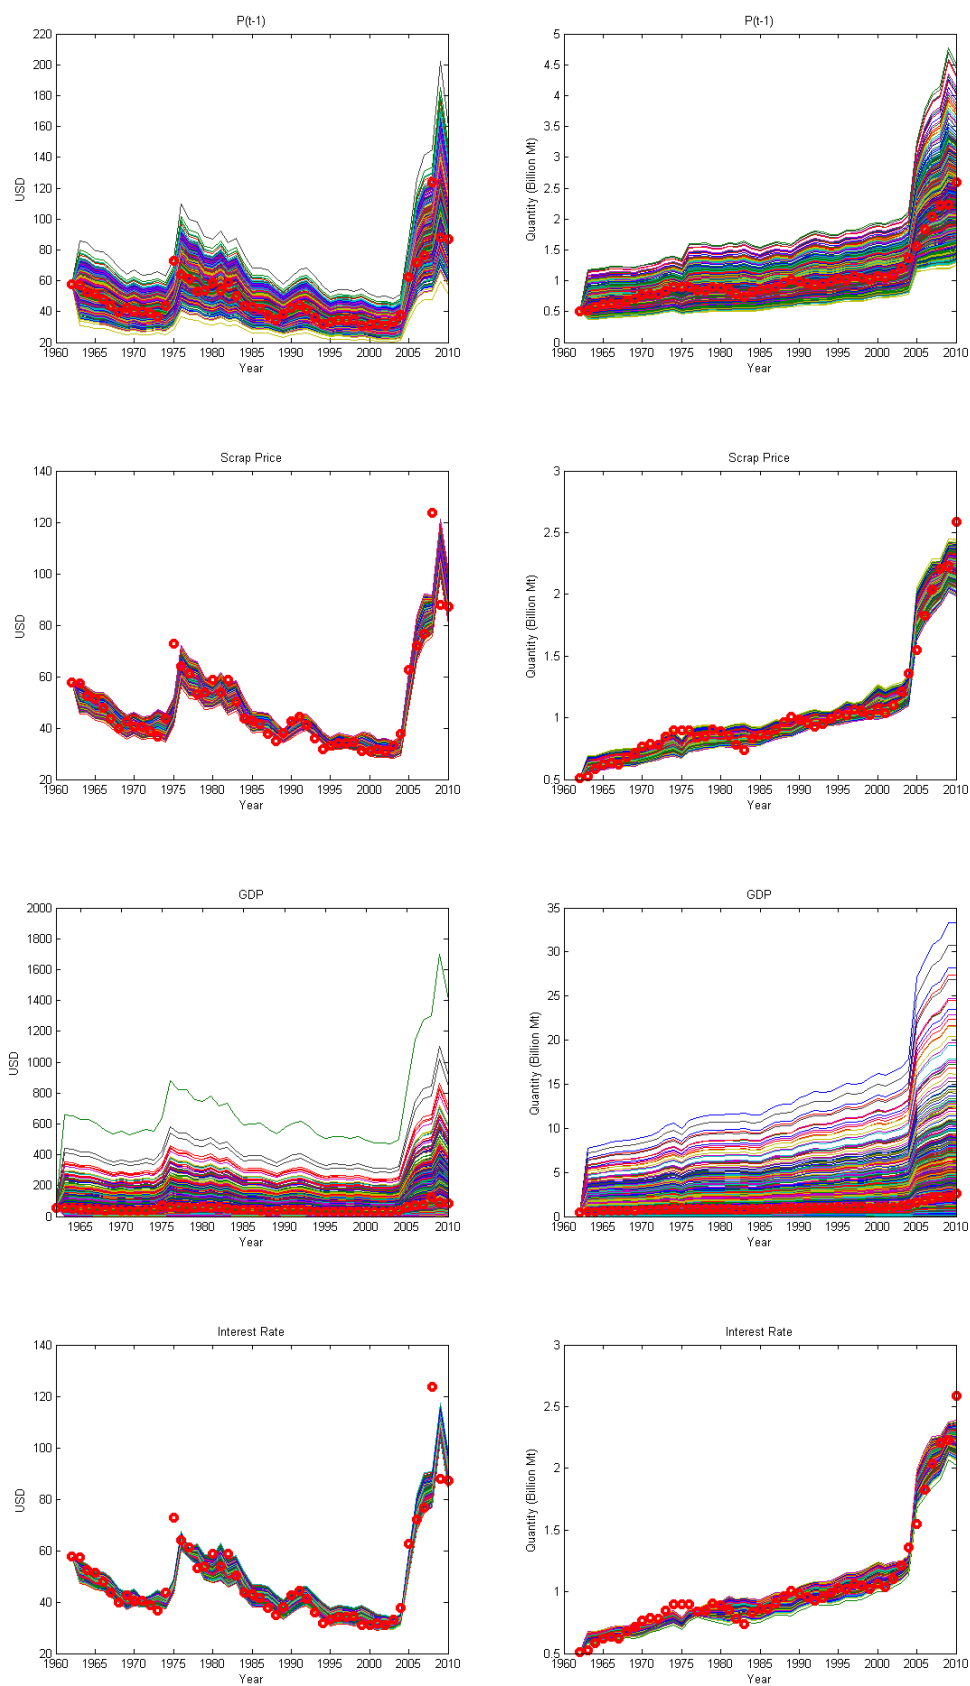 P(t-1)
220
200
180
160
140
120
100
80
60
40
20
USD
1960 1965 1970 1975 1980 1985 1990 1995 2000 2005 2010
Year
P(t-1)
5
4.5
4
3.5
3
2.5
2
1.5
1
0.5
0
Quantity (Billion Mt)
1960 1965 1970 1975 1980 1985 1990 1995 2000 2005 2010
Year
Scrap Price
140
120
100
80
60
40
20
USD
1960 1965 1970 1975 1980 1985 1990 1995 2000 2005 2010
Year
Scrap Price
3
2.5
2
1.5
1
0.5
Quantity (Billion Mt)
1960 1965 1970 1975 1980 1985 1990 1995 2000 2005 2010
Year
GDP
2000
1800
1600
1400
1200
1000
800
600
400
200
0
USD
1965 1970 1975 1980 1985 1990 1995 2000 2005 2010
Year
GDP
35
30
25
20
15
10
5
0
Quantity (Billion Mt)
1960 1965 1970 1975 1980 1985 1990 1995 2000 2005 2010
Year
Interest Rate
140
120
100
80
60
40
20
USD
1960 1965 1970 1975 1980 1985 1990 1995 2000 2005 2010
Year
Interest Rate
3
2.5
2
1.5
1
0.5
Quantity (Billion Mt)
1960 1965 1970 1975 1980 1985 1990 1995 2000 2005 2010
Year